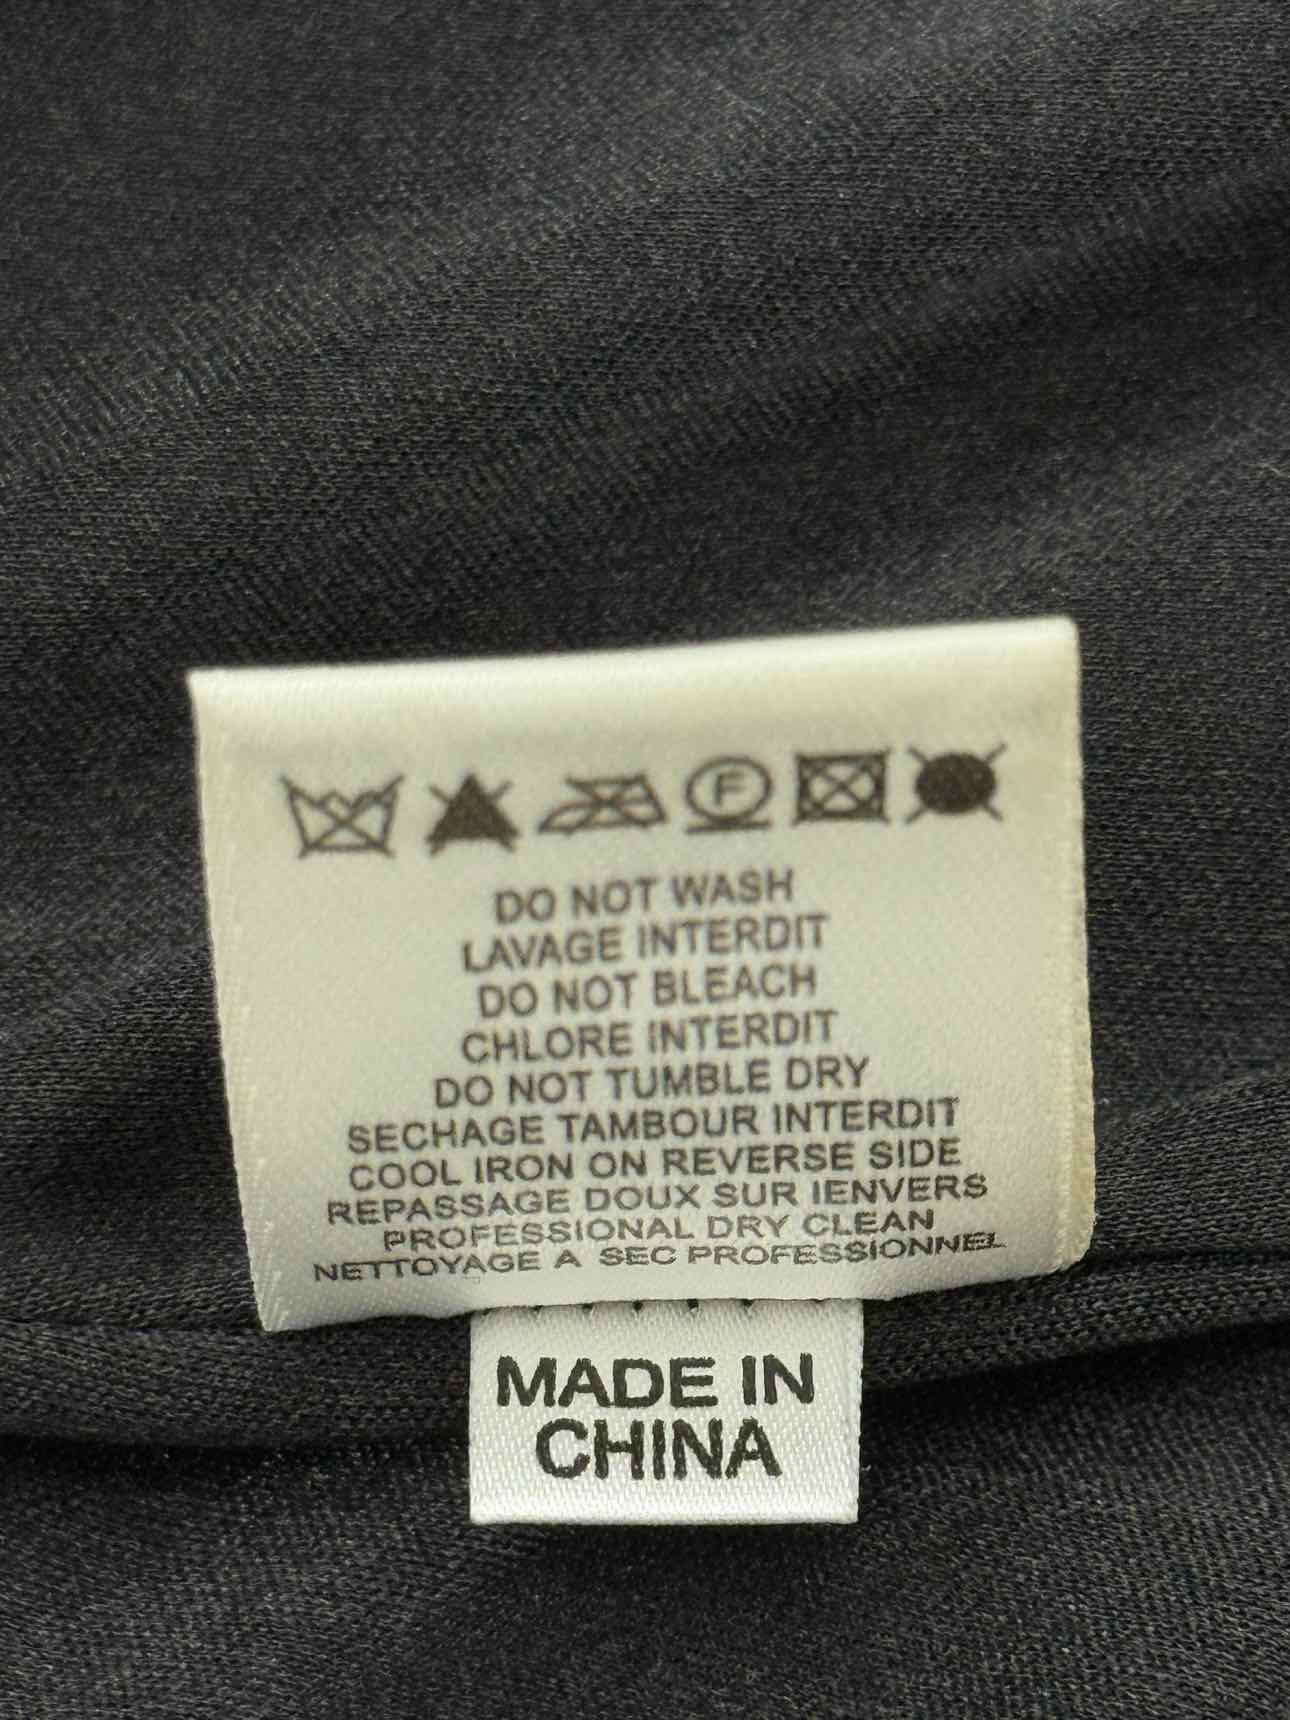 F
DO NOT WASH
LAVAGE INTERDIT
DO NOT BLEACH
CHLORE INTERDIT
DO NOT TUMBLE DRY
SECHAGE TAMBOUR INTERDIT
COOL IRON ON REVERSE SIDE
REPASSAGE DOUX SUR IENVERS
PROFESSIONAL DRY CLEAN
NETTOYAGE A SEC PROFESSIONNEL
MADE IN
CHINA